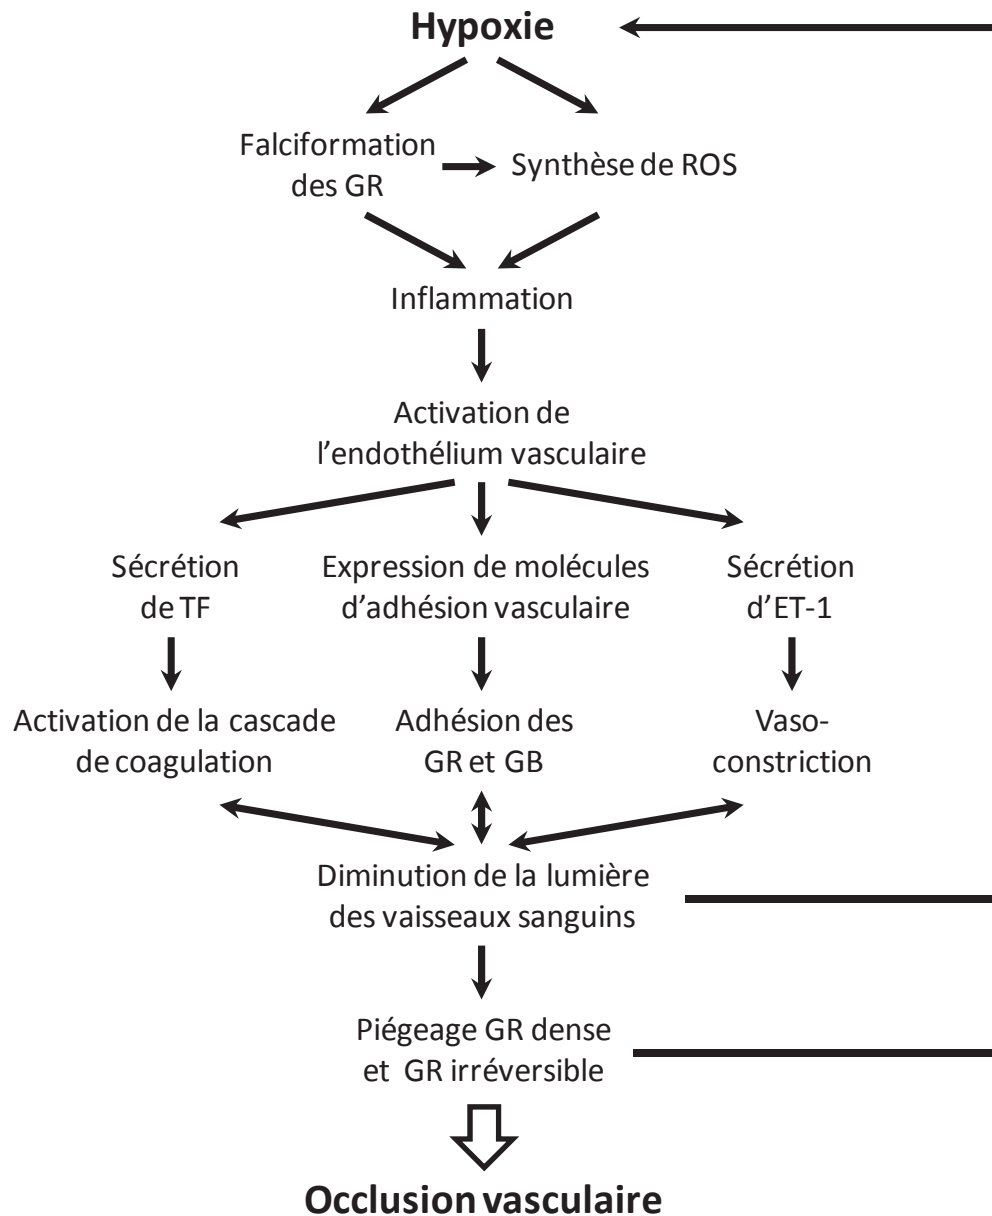 Hypoxie
Falciformation
des GR
Synthèse de ROS
Inflammation
Activation de
l'endothélium vasculaire
Sécrétion
de TF
Expression de molécules
d'adhésion vasculaire
Sécrétion
d'ET-1
Activation de la cascade
de coagulation
Adhésion des
GR et GB
Vaso-
constriction
Diminution de la lumière
des vaisseaux sanguins
Piégeage GR dense
et GR irréversible
Occlusion vasculaire